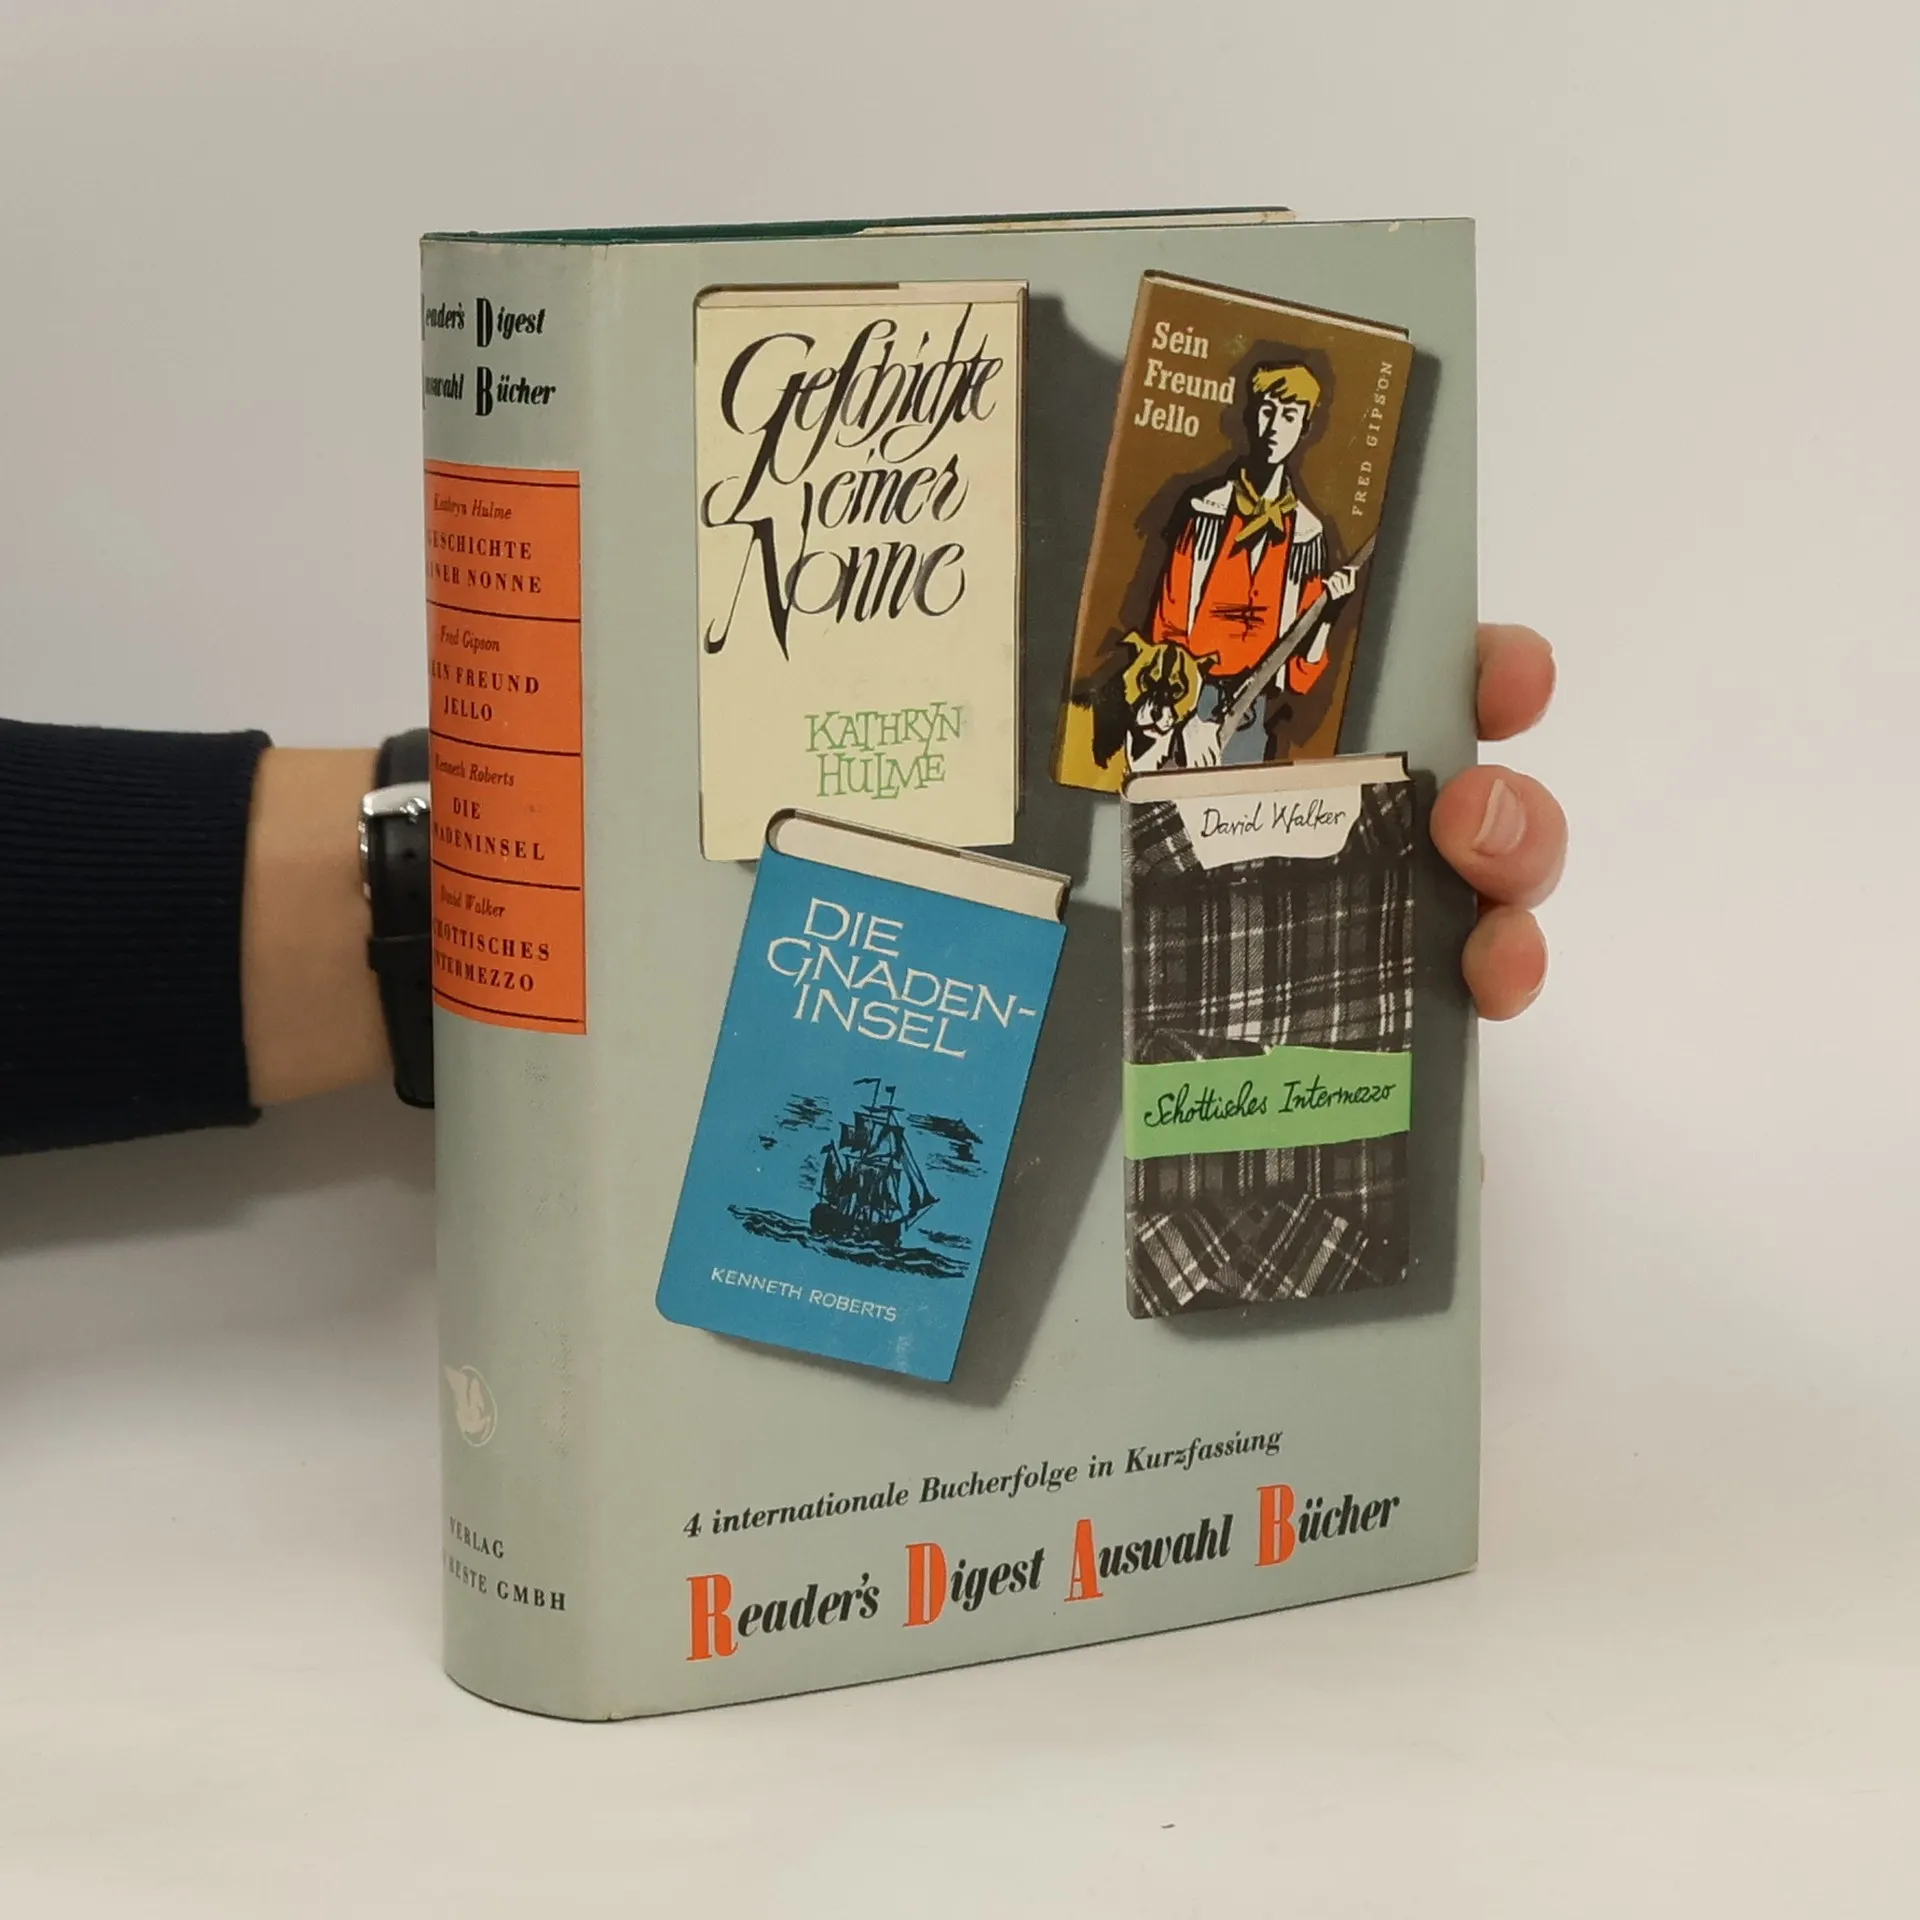 Reader's Digest
Auswahl Bücher
Kathryn Hulme
GESCHICHTE
EINER NONNE
Fred Gipson
SEIN FREUND
JELLO
Kenneth Roberts
DIE
GNADENINSEL
David Walker
SCHOTTISCHES
INTERMEZZO
VERLAG
BESTE GMBH
Geschichte
einer
Nonne
KATHRYN
HULME
Sein
Freund
Jello
FRED GIPSON
DIE
GNADEN-
INSEL
KENNETH ROBERTS
David Walker
Schottisches Intermezzo
4 internationale Bucherfolge in Kurzfassung
Reader's Digest Auswahl Bücher